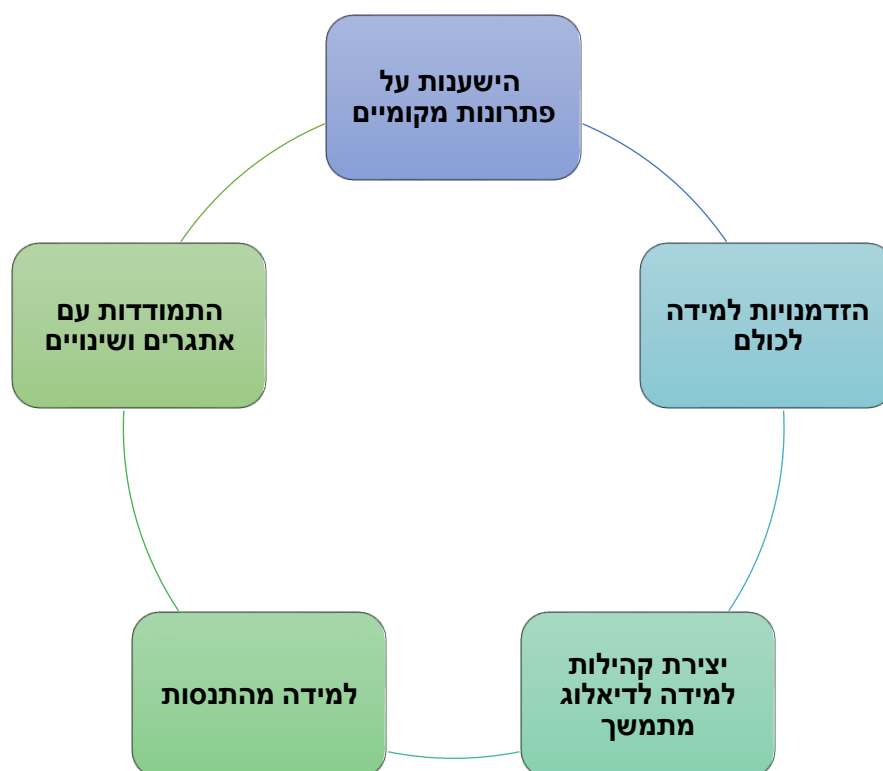 הישענות על
פתרונות מקומיים
הזדמנויות למידה
לכולם
יצירת קהילות
למידה לדיאלוג
מתמשך
למידה מהתנסות
התמודדות עם
אתגרים ושינויים